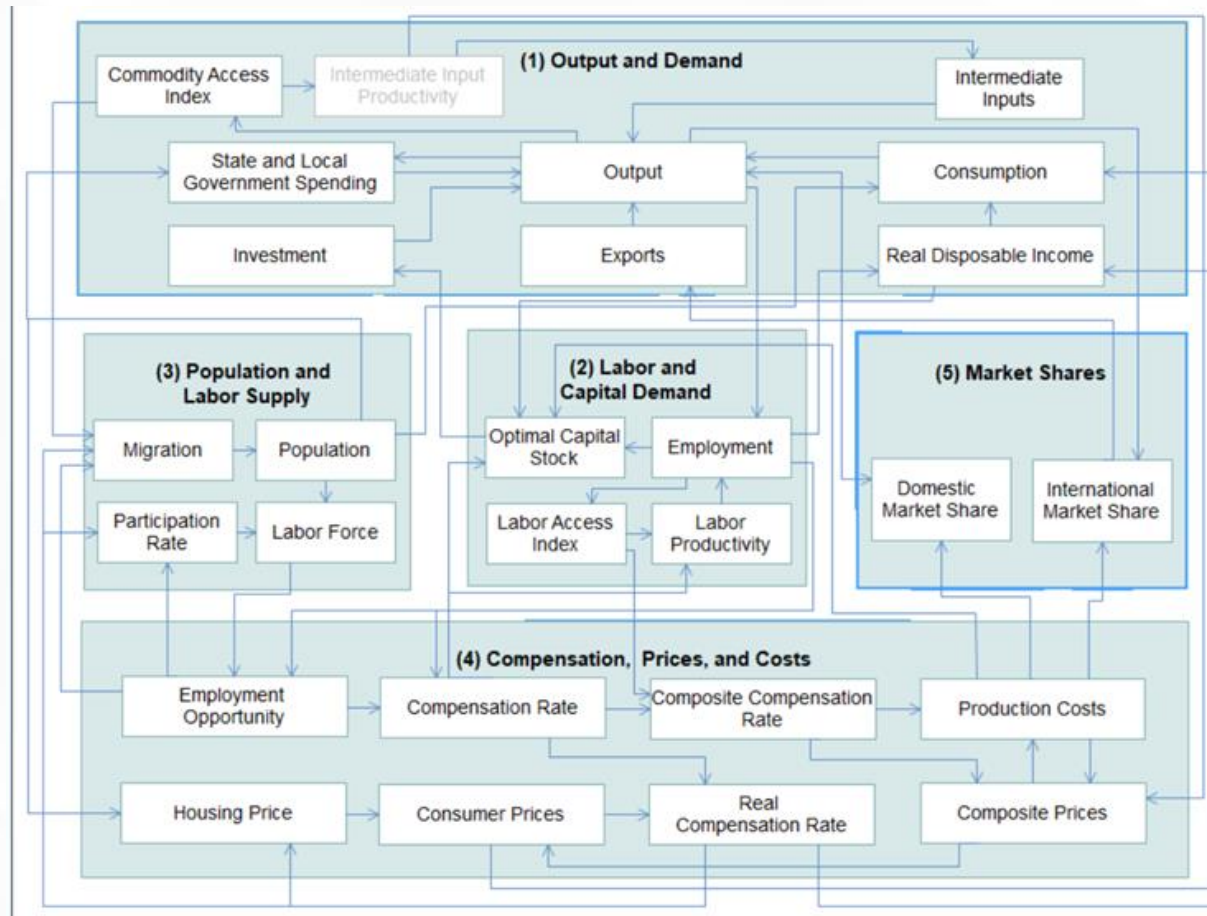 (1) Output and Demand
Commodity Access
Index
Intermediate Input
Productivity
Intermediate
Inputs
State and Local
Government Spending
Output
Consumption
Investment
Exports
Real Disposable Income
(3) Population and
Labor Supply
Migration
Population
Participation
Rate
Labor Force
(2) Labor and
Capital Demand
Optimal Capital
Stock
Employment
Labor Access
Index
Labor
Productivity
(5) Market Shares
Domestic
Market Share
International
Market Share
(4) Compensation, Prices, and Costs
Employment
Opportunity
Compensation Rate
Composite Compensation
Rate
Production Costs
Housing Price
Consumer Prices
Real
Compensation Rate
Composite Prices